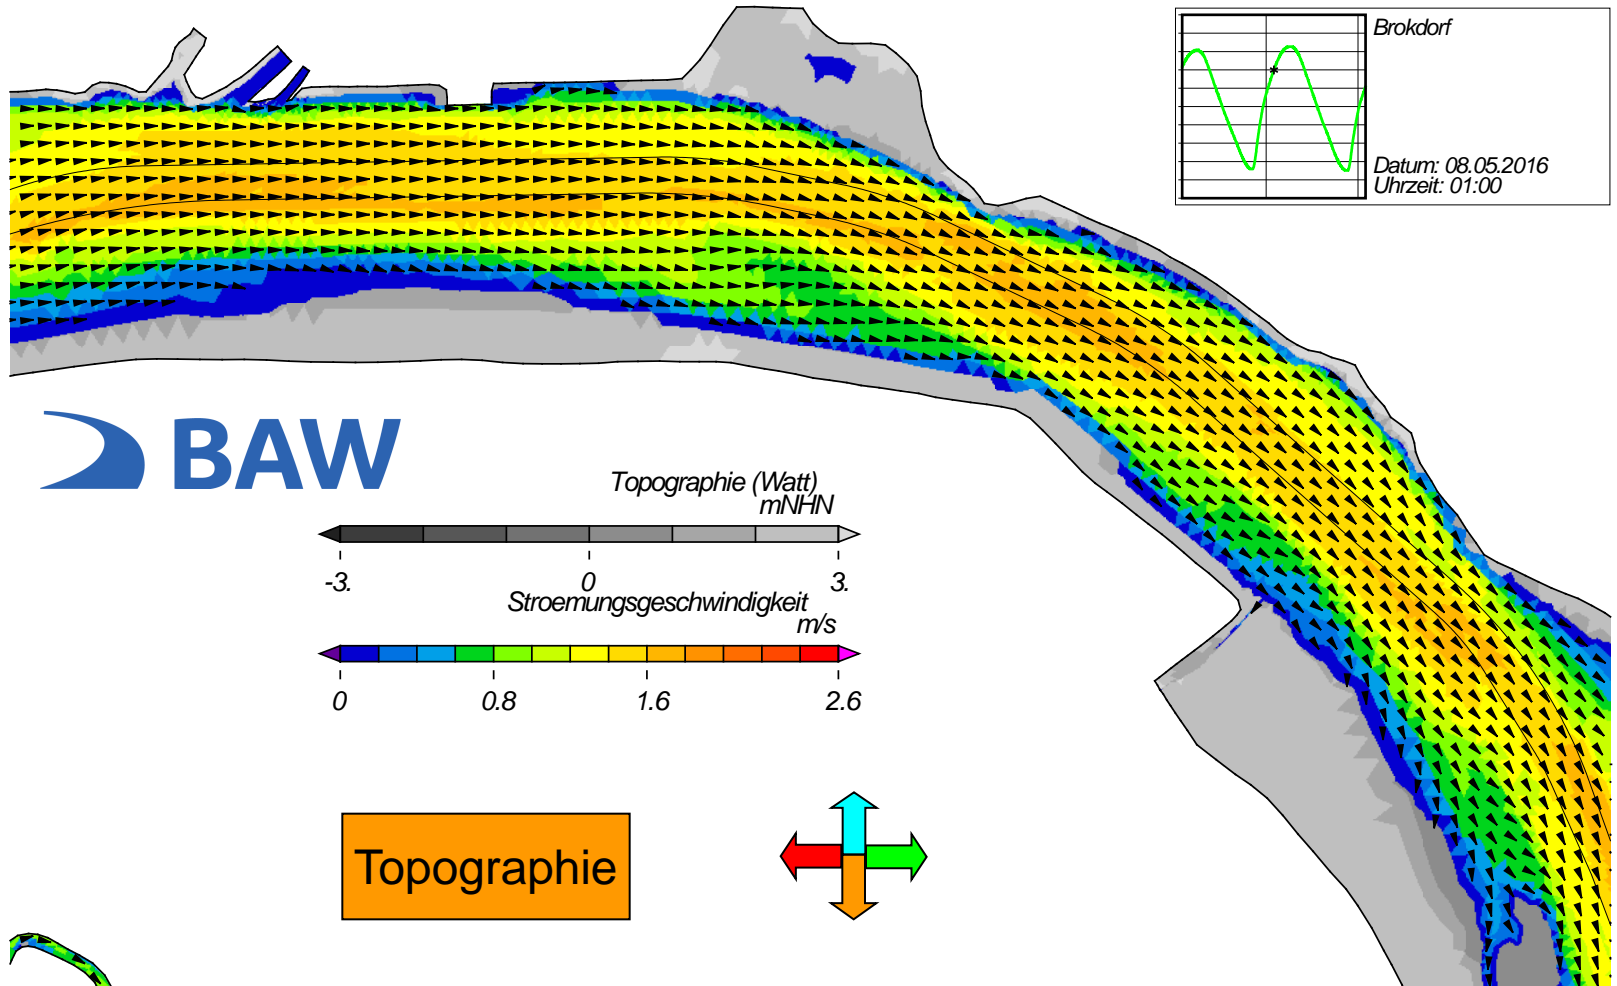 Brokdorf
Datum: 08.05.2016
Uhrzeit: 01:00
BAW
Topographie (Watt)
mNHN
-3. 0 3.
Stroemungsgeschwindigkeit
m/s
0 0.8 1.6 2.6
Topographie